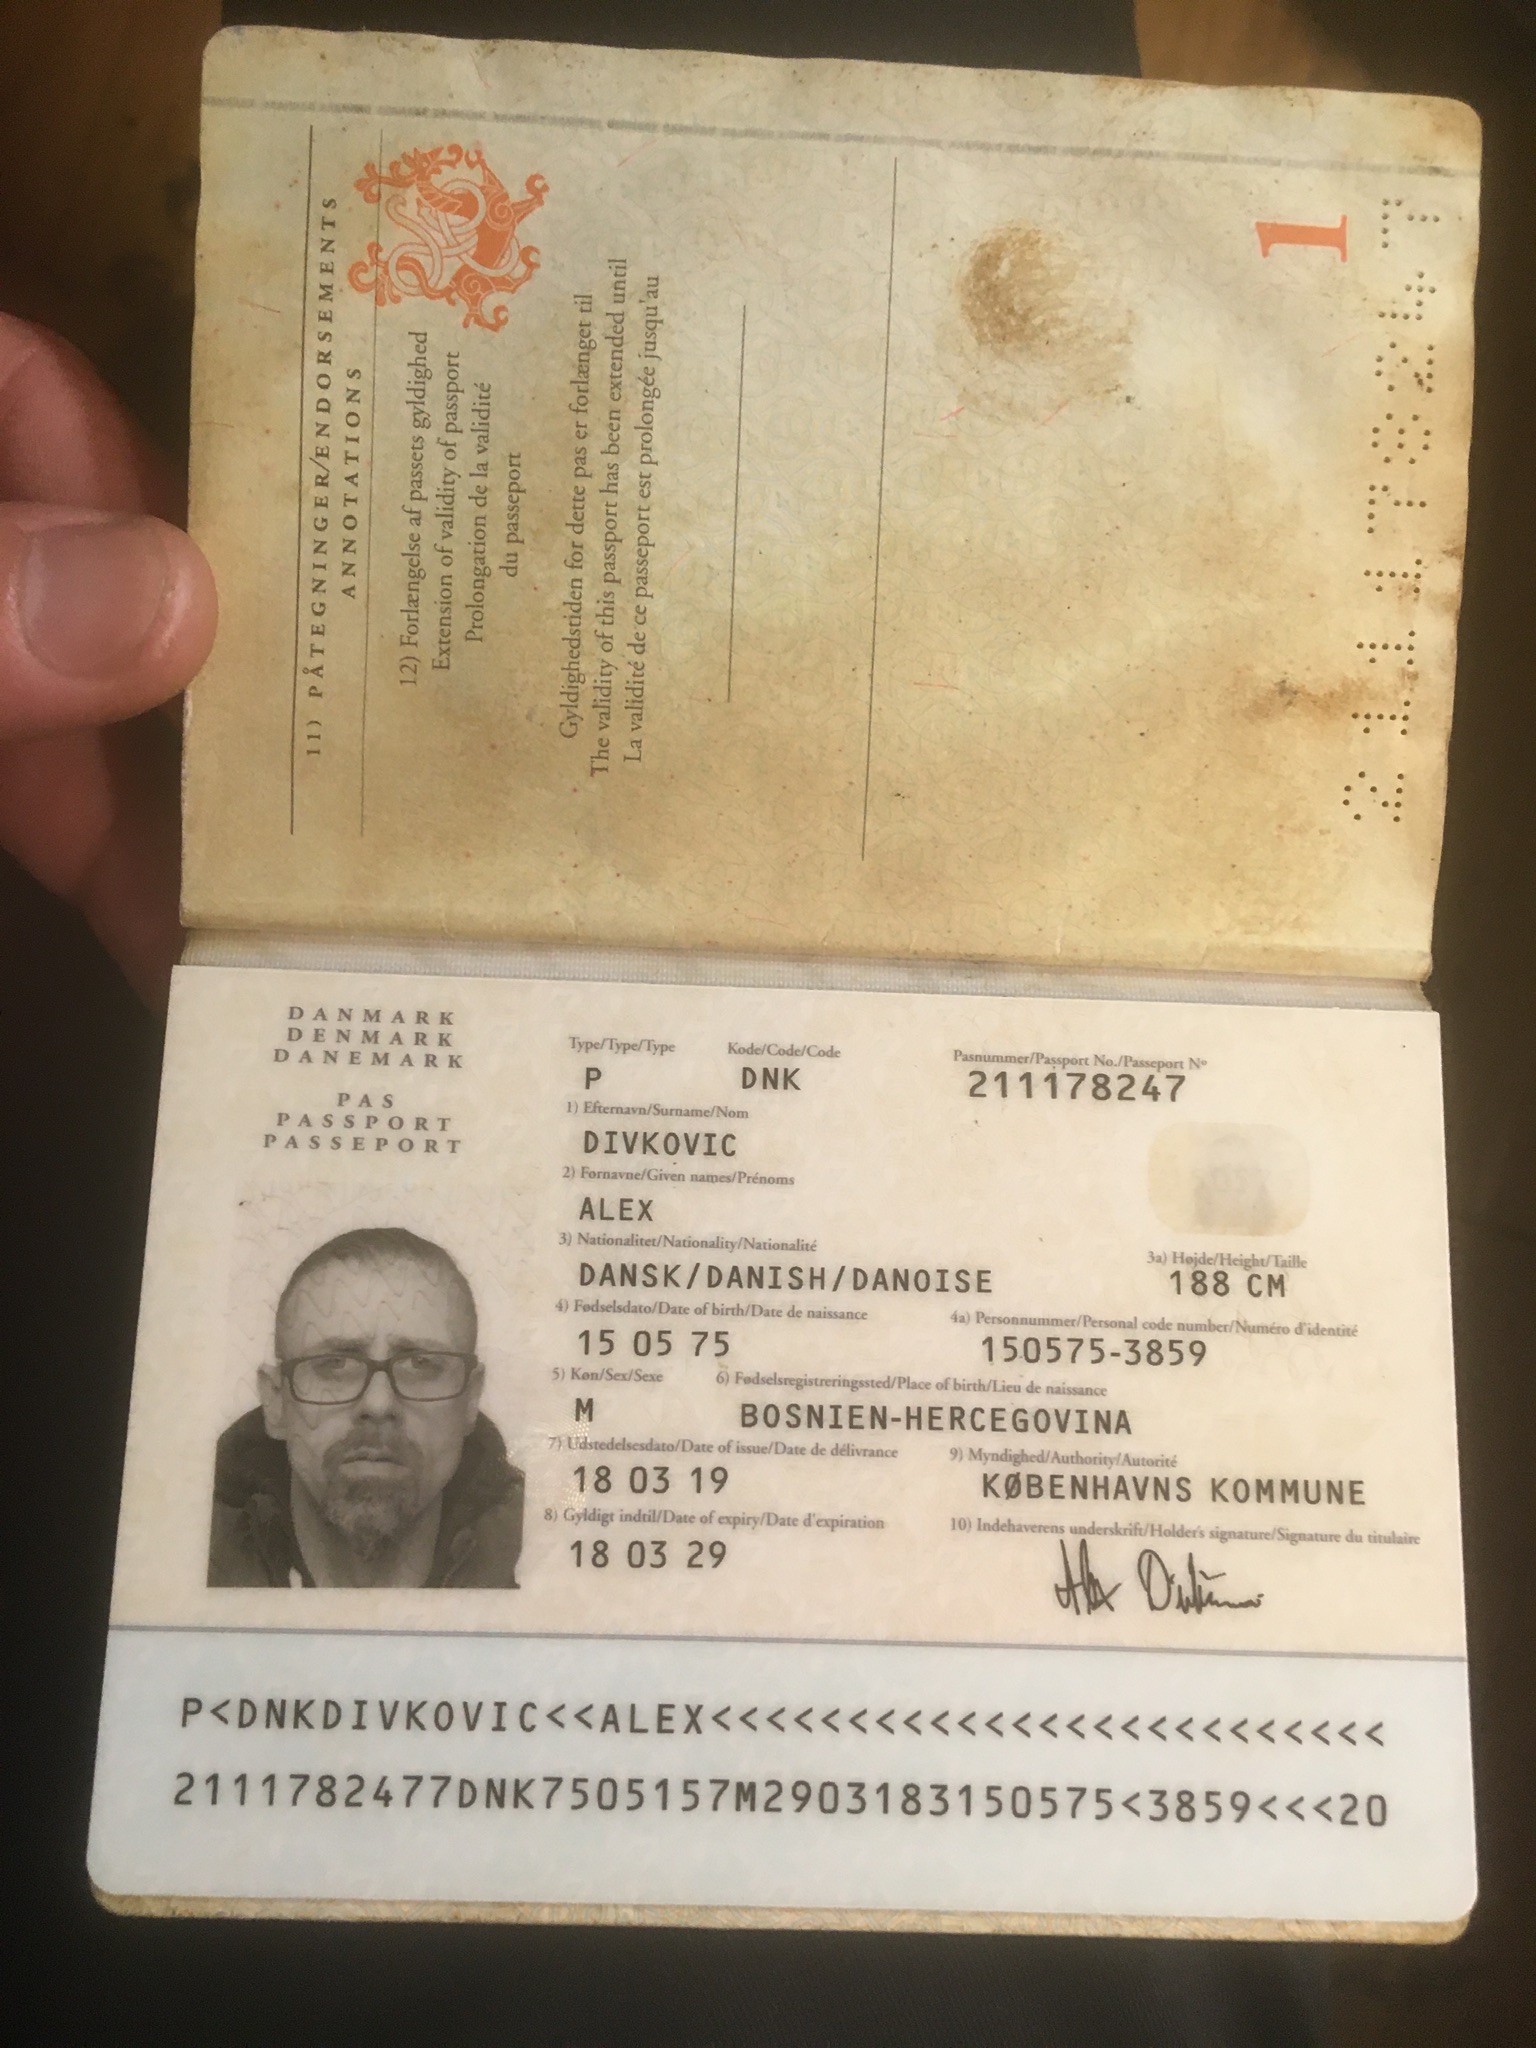 11) PÅTEGNINGER/ENDORSEMENTS
ANNOTATIONS
12) Forlængelse af passets gyldighed
Extension of validity of passport
Prolongation de la validité
du passeport
Gyldighedstiden for dette pas er forlænget til
The validity of this passport has been extended until
La validité de ce passeport est prolongée jusqu'au
1
211178247
DANMARK
DENMARK
DANEMARK
PAS
PASSPORT
PASSEPORT
Type/Type/Type Kode/Code/Code Pasnummer/Passport No./Passeport Nº
P DNK 211178247
1) Efternavn/Surname/Nom
DIVKOVIC
2) Fornavne/Given names/Prénoms
ALEX
3) Nationalitet/Nationality/Nationalité 3a) Højde/Height/Taille
DANSK/DANISH/DANOISE 188 CM
4) Fødselsdato/Date of birth/Date de naissance 4a) Personnummer/Personal code number/Numéro d'identité
15 05 75 150575-3859
5) Køn/Sex/Sexe 6) Fødselsregistreringssted/Place of birth/Lieu de naissance
M BOSNIEN-HERCEGOVINA
7) Udstedelsesdato/Date of issue/Date de délivrance 9) Myndighed/Authority/Autorité
18 03 19 KØBENHAVNS KOMMUNE
8) Gyldigt indtil/Date of expiry/Date d'expiration 10) Indehaverens underskrift/Holder's signature/Signature du titulaire
18 03 29
Alex
P<DNKDIVKOVIC<<ALEX<<<<<<<<<<<<<<<<<<<<<<<<<
2111782477DNK7505157M2903183150575<3859<<<20